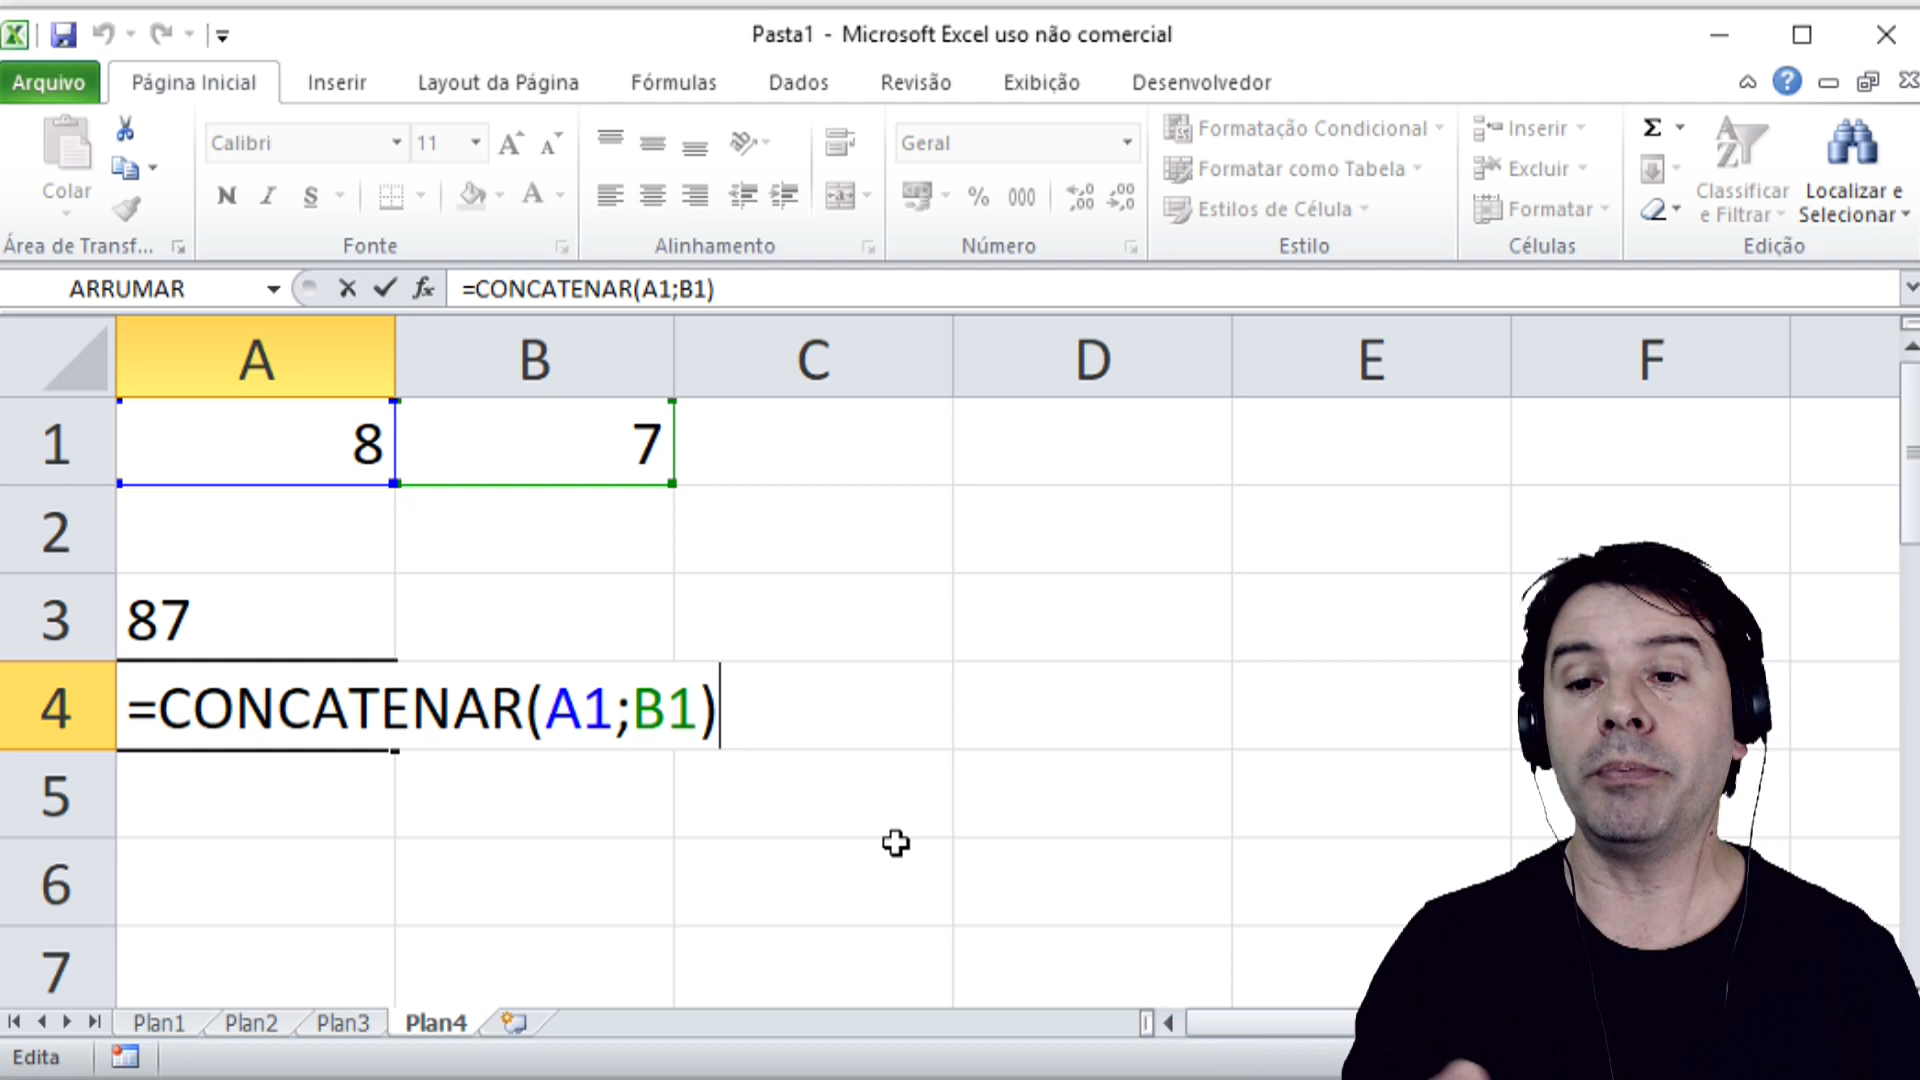 Pasta1 - Microsoft Excel uso não comercial
Arquivo Página Inicial Inserir Layout da Página Fórmulas Dados Revisão Exibição Desenvolvedor
Colar
Área de Transf...
Calibri 11
N I S A
Fonte
Alinhamento
Geral
% 000
Número
Formatação Condicional
Formatar como Tabela
Estilos de Célula
Estilo
Inserir
Excluir
Formatar
Células
Σ
Classificar e Filtrar
Localizar e Selecionar
Edição
ARRUMAR fx =CONCATENAR(A1;B1)
A B C D E F
1 8 7
2
3 87
4 =CONCATENAR(A1;B1)
5
6
7
Plan1 Plan2 Plan3 Plan4
Edita